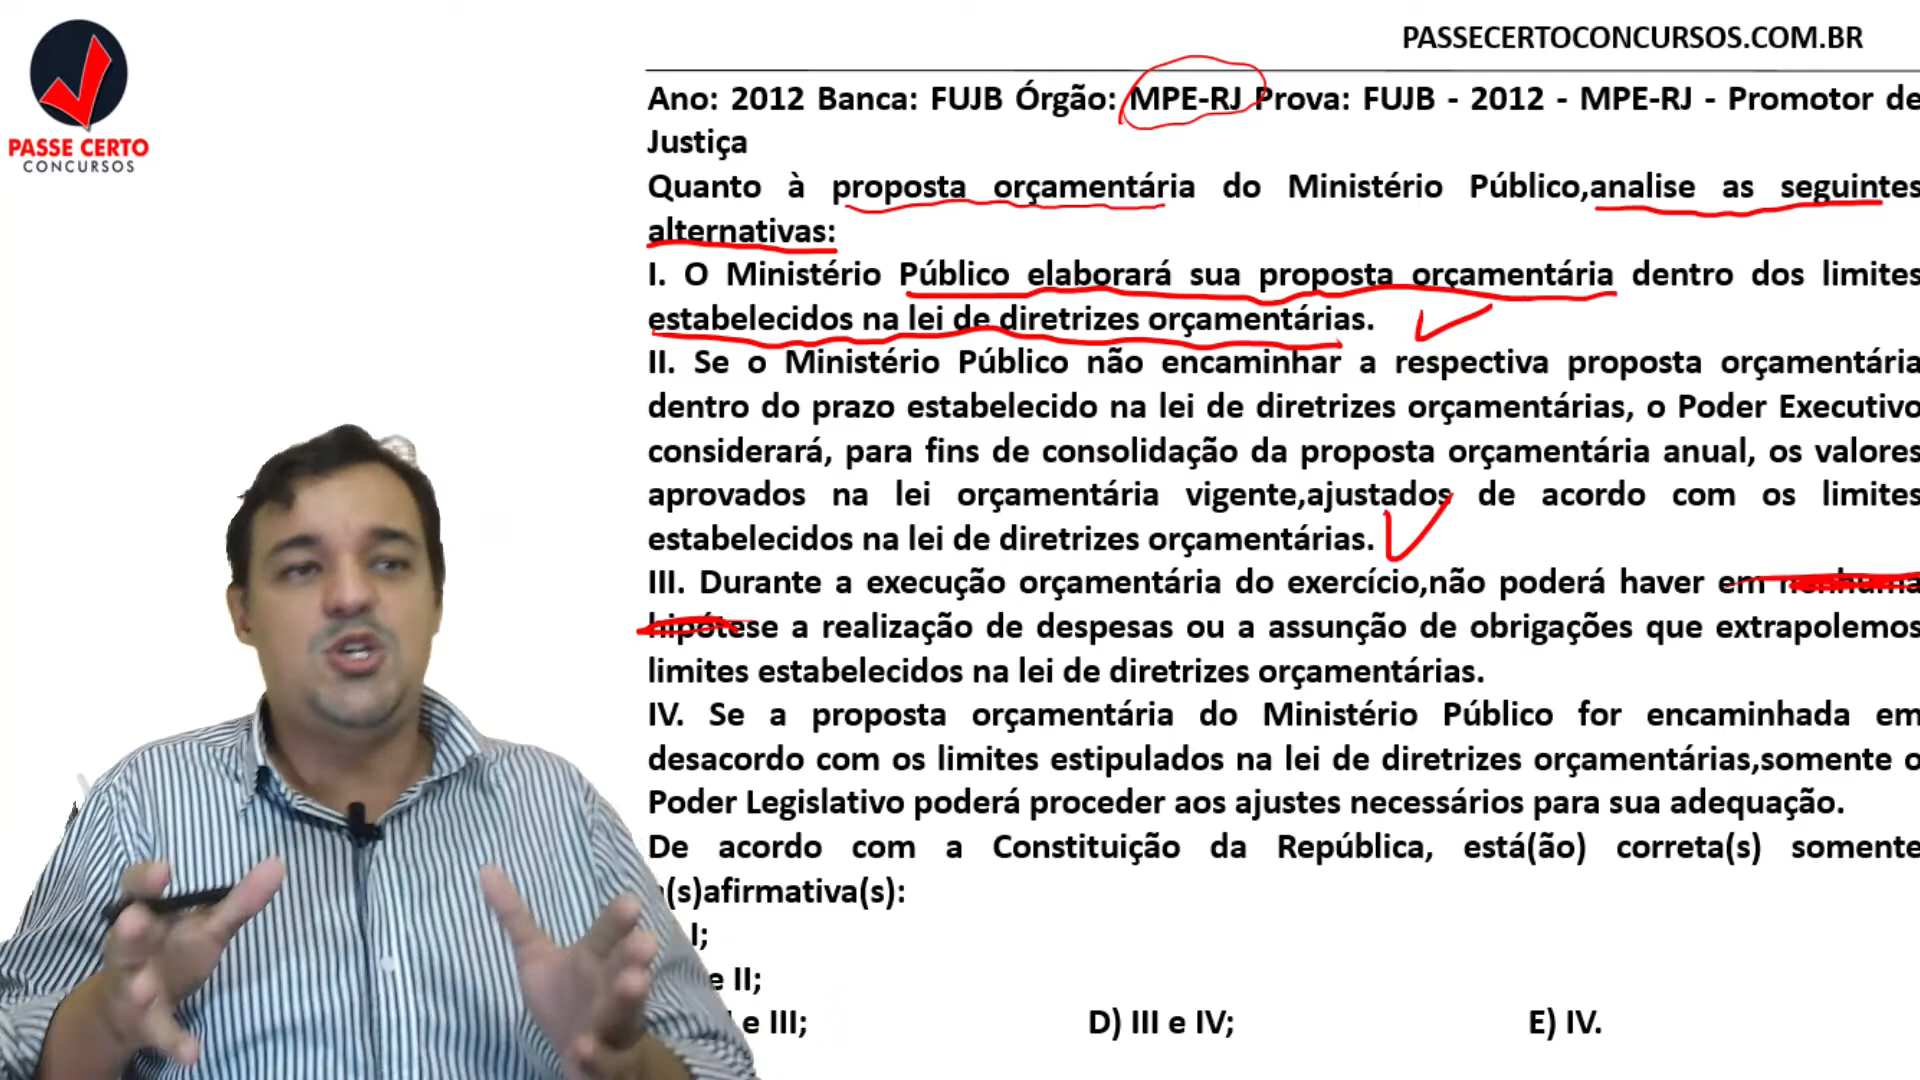 PASSECERTOCONCURSOS.COM.BR
PASSE CERTO
CONCURSOS
Ano: 2012 Banca: FUJB Órgão: MPE-RJ Prova: FUJB - 2012 - MPE-RJ - Promotor de
Justiça
Quanto à proposta orçamentária do Ministério Público,analise as seguintes
alternativas:
I. O Ministério Público elaborará sua proposta orçamentária dentro dos limites
estabelecidos na lei de diretrizes orçamentárias.
II. Se o Ministério Público não encaminhar a respectiva proposta orçamentária
dentro do prazo estabelecido na lei de diretrizes orçamentárias, o Poder Executivo
considerará, para fins de consolidação da proposta orçamentária anual, os valores
aprovados na lei orçamentária vigente,ajustados de acordo com os limites
estabelecidos na lei de diretrizes orçamentárias.
III. Durante a execução orçamentária do exercício,não poderá haver em nenhuma
hipótese a realização de despesas ou a assunção de obrigações que extrapolemos
limites estabelecidos na lei de diretrizes orçamentárias.
IV. Se a proposta orçamentária do Ministério Público for encaminhada em
desacordo com os limites estipulados na lei de diretrizes orçamentárias,somente o
Poder Legislativo poderá proceder aos ajustes necessários para sua adequação.
De acordo com a Constituição da República, está(ão) correta(s) somente
(s)afirmativa(s):
I;
e II;
e III; D) III e IV; E) IV.